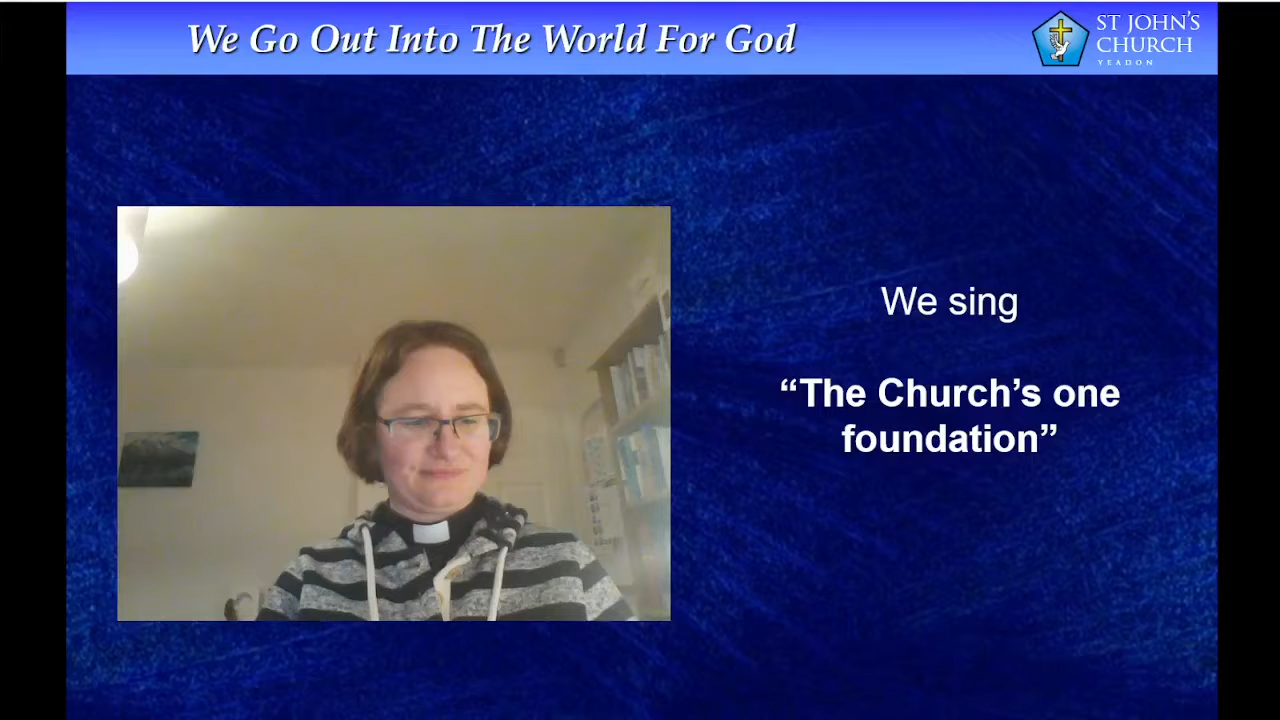 We Go Out Into The World For God
ST JOHN'S
CHURCH
YEADON
We sing
“The Church’s one
foundation”